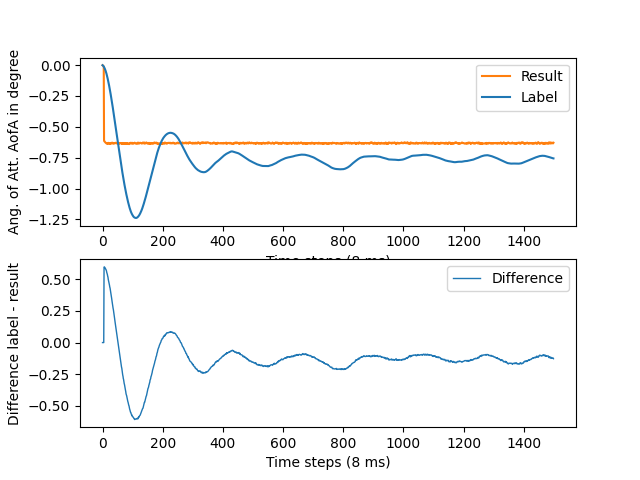 Ang. of Att. AofA in degree
0.00
−0.25
−0.50
−0.75
−1.00
−1.25
Result
Label
0 200 400 600 800 1000 1200 1400
Time steps (8 ms)
Difference label - result
0.50
0.25
0.00
−0.25
−0.50
Difference
0 200 400 600 800 1000 1200 1400
Time steps (8 ms)